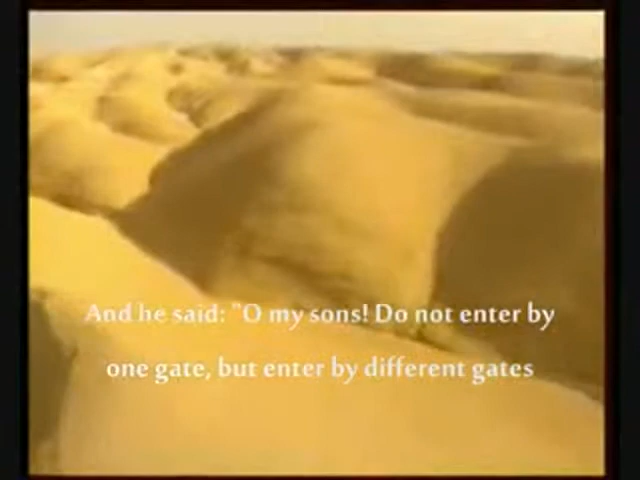 And he said: "O my sons! Do not enter by
one gate, but enter by different gates